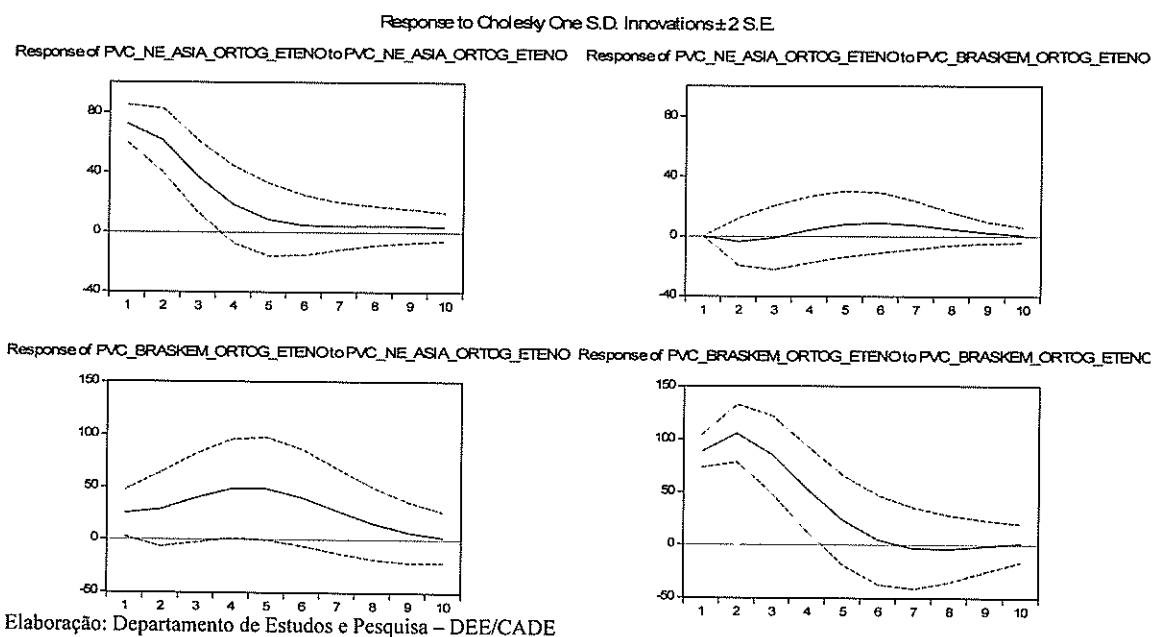 Response to Cholesky One S.D. Innovations ± 2 S.E.
Response of PVC_NE_ASIA_ORTOG_ETENO to PVC_NE_ASIA_ORTOG_ETENO
Response of PVC_NE_ASIA_ORTOG_ETENO to PVC_BRASKEM_ORTOG_ETENO
80
40
0
-40
1 2 3 4 5 6 7 8 9 10
80
40
0
-40
1 2 3 4 5 6 7 8 9 10
Response of PVC_BRASKEM_ORTOG_ETENO to PVC_NE_ASIA_ORTOG_ETENO
Response of PVC_BRASKEM_ORTOG_ETENO to PVC_BRASKEM_ORTOG_ETENO
150
100
50
0
-50
1 2 3 4 5 6 7 8 9 10
150
100
50
0
-50
1 2 3 4 5 6 7 8 9 10
Elaboração: Departamento de Estudos e Pesquisa – DEE/CADE